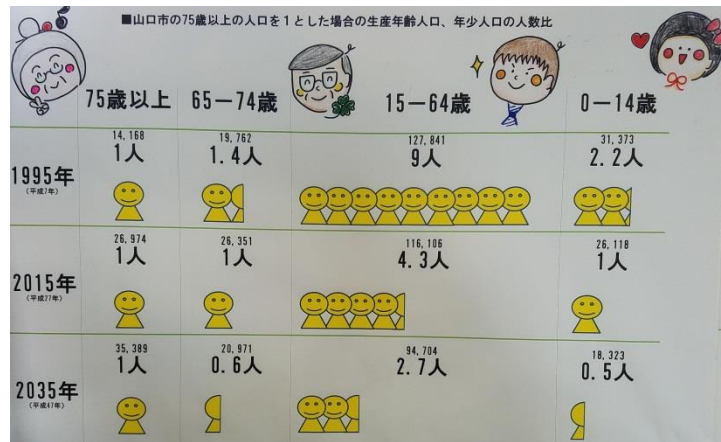 ■山口市の75歳以上の人口を1とした場合の生産年齢人口、年少人口の人数比
75歳以上 65－74歳 15－64歳 0－14歳
14,168 19,762 127,841 31,373
1人 1.4人 9人 2.2人
1995年
(平成7年)
26,974 26,351 116,106 26,118
1人 1人 4.3人 1人
2015年
(平成27年)
35,389 20,971 94,704 18,323
1人 0.6人 2.7人 0.5人
2035年
(平成47年)